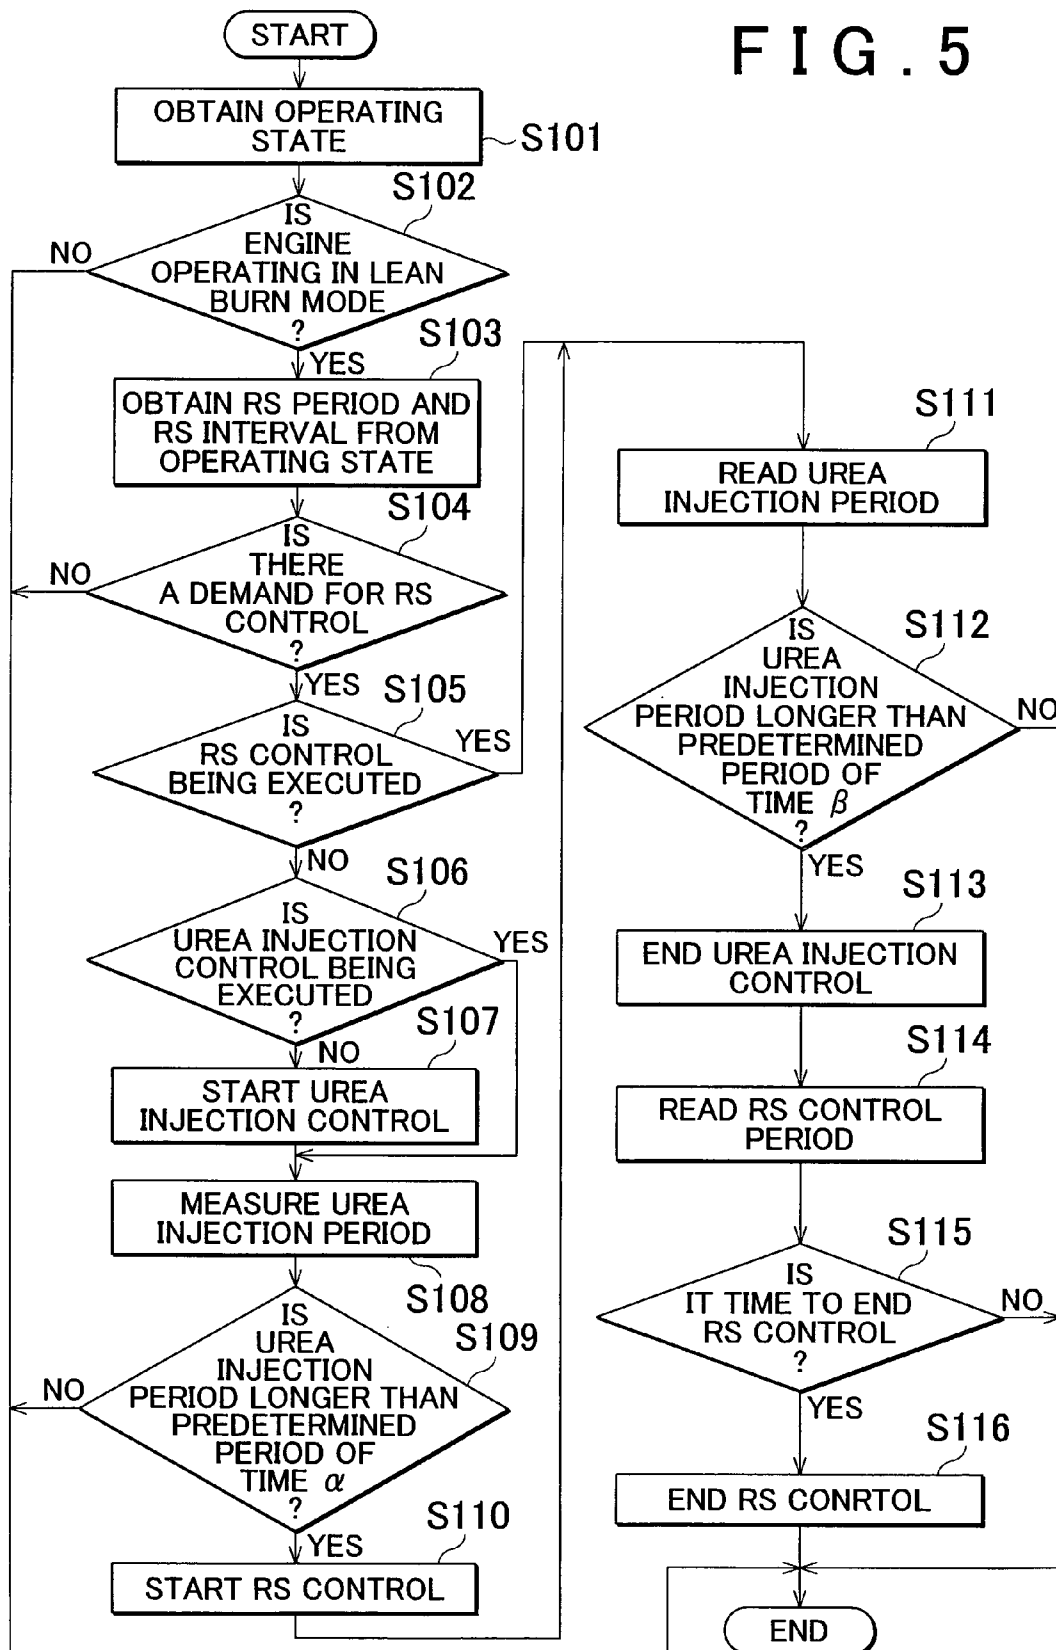 FIG.5
START
OBTAIN OPERATING
STATE
S101
S102
IS
ENGINE
OPERATING IN LEAN
BURN MODE
?
NO
YES
S103
OBTAIN RS PERIOD AND
RS INTERVAL FROM
OPERATING STATE
S104
IS
THERE
A DEMAND FOR RS
CONTROL
?
NO
YES
S105
IS
RS CONTROL
BEING EXECUTED
?
YES
NO
S106
IS
UREA INJECTION
CONTROL BEING
EXECUTED
?
YES
NO
S107
START UREA
INJECTION CONTROL
MEASURE UREA
INJECTION PERIOD
S108
S109
IS
UREA
INJECTION
PERIOD LONGER THAN
PREDETERMINED
PERIOD OF
TIME α
?
NO
YES
S110
START RS CONTROL
S111
READ UREA
INJECTION PERIOD
S112
IS
UREA
INJECTION
PERIOD LONGER THAN
PREDETERMINED
PERIOD OF
TIME β
?
NO
YES
S113
END UREA INJECTION
CONTROL
S114
READ RS CONTROL
PERIOD
S115
IS
IT TIME TO END
RS CONTROL
?
NO
YES
S116
END RS CONRTOL
END